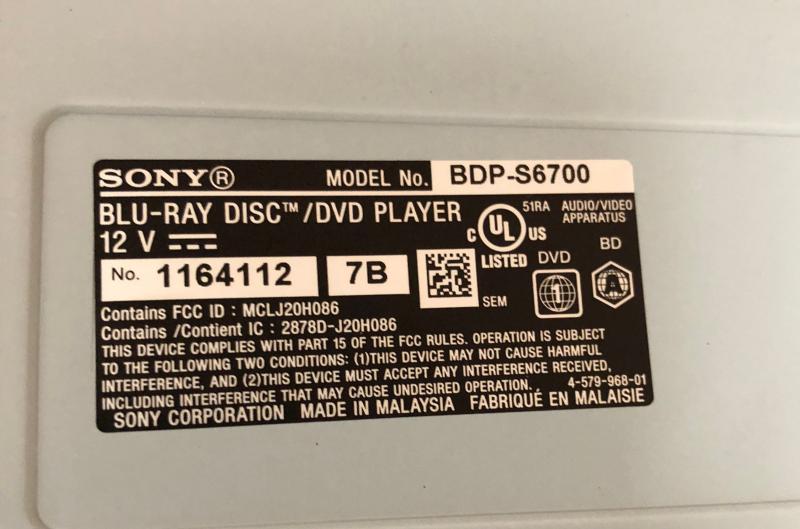 SONY® MODEL No. BDP-S6700
BLU-RAY DISC™/DVD PLAYER
12 V
C UL US LISTED
51RA AUDIO/VIDEO APPARATUS
No. 1164112 7B
SEM
DVD
1
BD
A
Contains FCC ID : MCLJ20H086
Contains /Contient IC : 2878D-J20H086
THIS DEVICE COMPLIES WITH PART 15 OF THE FCC RULES. OPERATION IS SUBJECT
TO THE FOLLOWING TWO CONDITIONS: (1)THIS DEVICE MAY NOT CAUSE HARMFUL
INTERFERENCE, AND (2)THIS DEVICE MUST ACCEPT ANY INTERFERENCE RECEIVED,
INCLUDING INTERFERENCE THAT MAY CAUSE UNDESIRED OPERATION. 4-579-968-01
SONY CORPORATION MADE IN MALAYSIA FABRIQUÉ EN MALAISIE